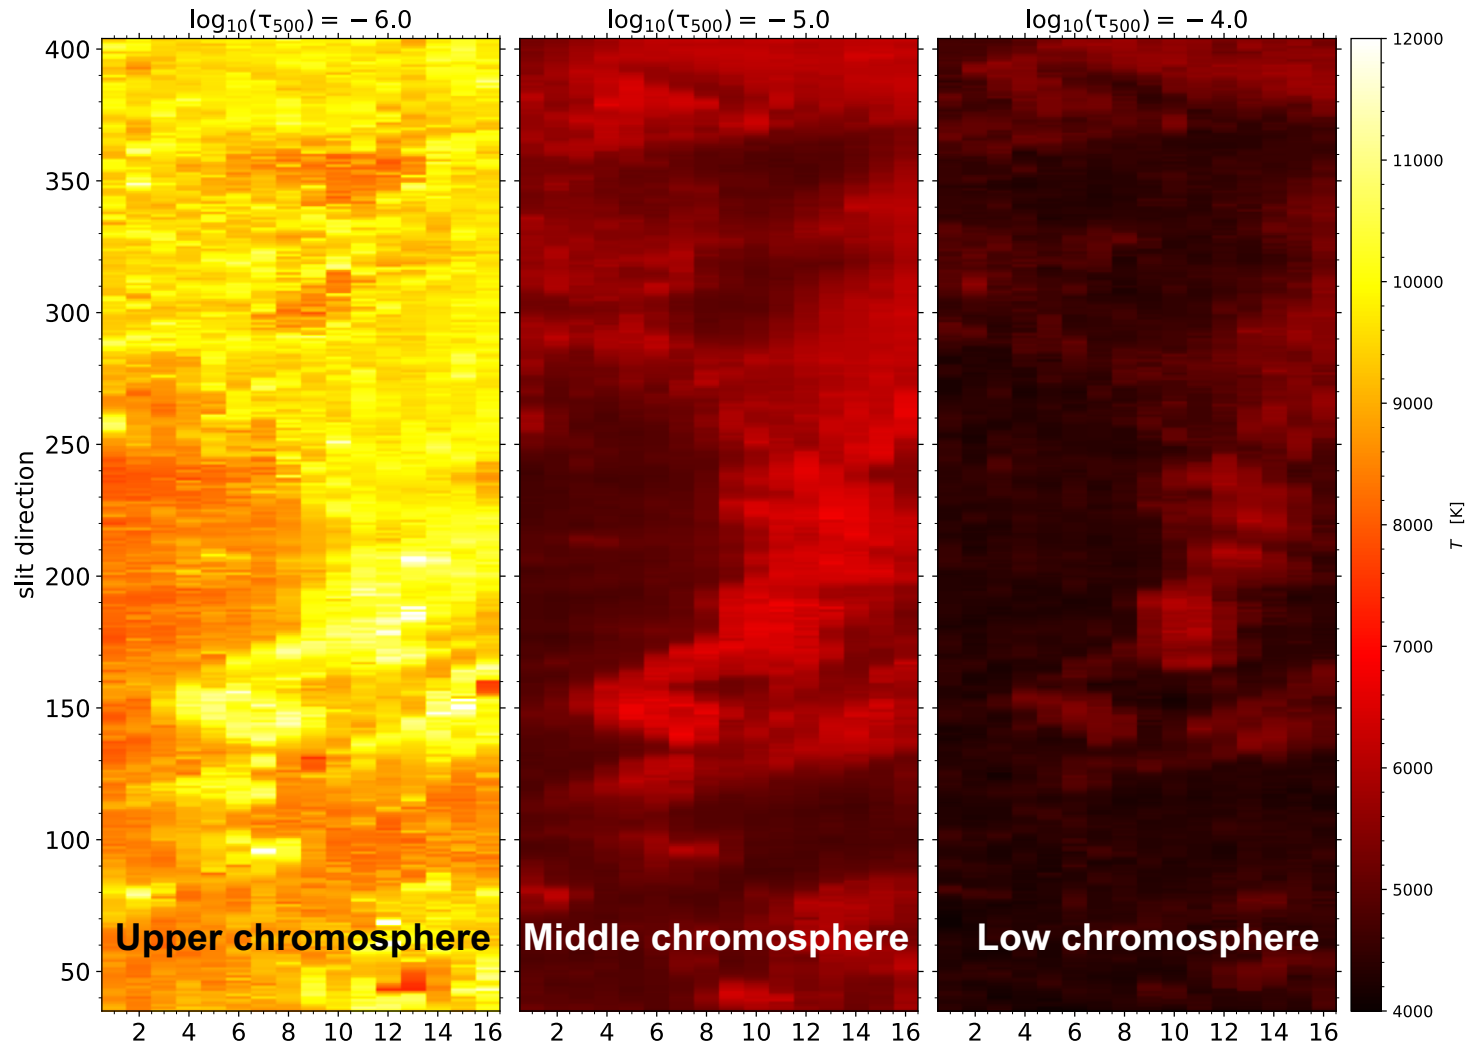 log₁₀(τ₅₀₀) = −6.0
log₁₀(τ₅₀₀) = −5.0
log₁₀(τ₅₀₀) = −4.0
400
350
300
250
200
150
100
50
slit direction
Upper chromosphere
Middle chromosphere
Low chromosphere
2 4 6 8 10 12 14 16
2 4 6 8 10 12 14 16
2 4 6 8 10 12 14 16
12000
11000
10000
9000
8000
7000
6000
5000
4000
T [K]